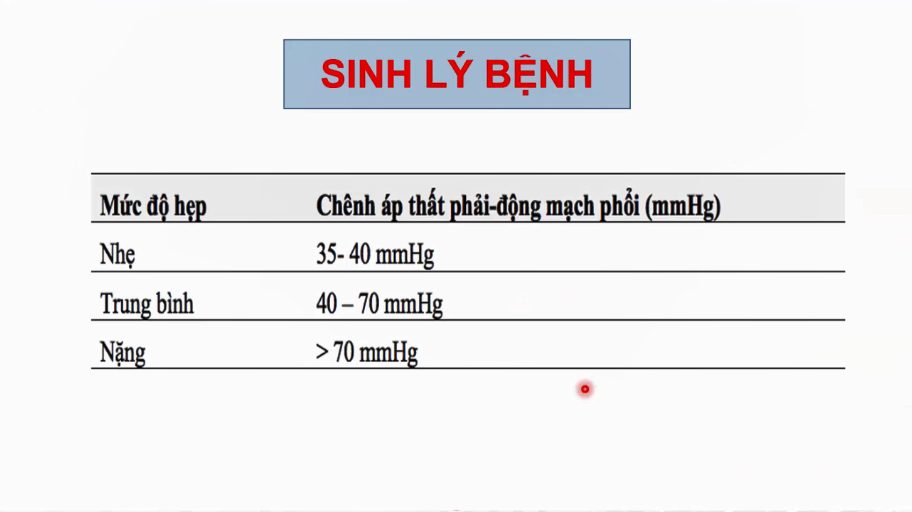 SINH LÝ BỆNH
Mức độ hẹp Chênh áp thất phải-động mạch phổi (mmHg)
Nhẹ 35- 40 mmHg
Trung bình 40 – 70 mmHg
Nặng > 70 mmHg